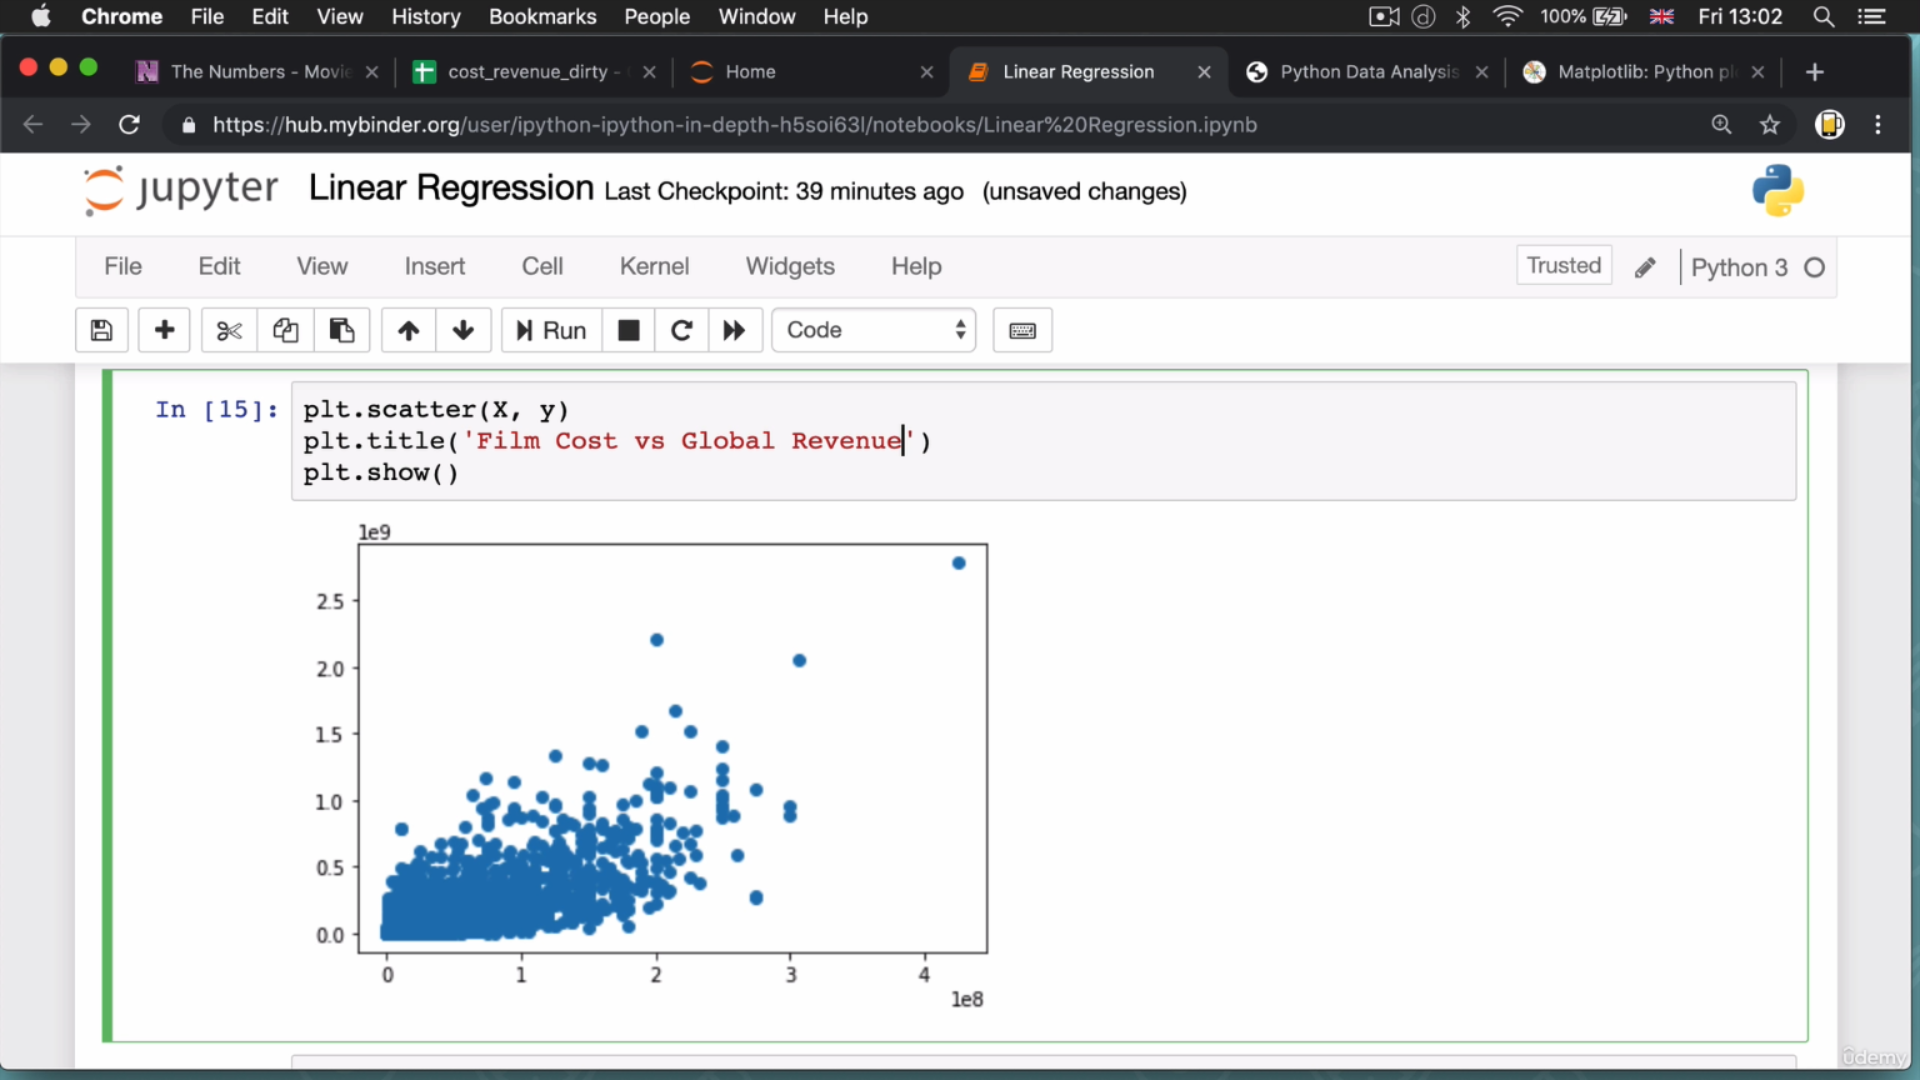 Chrome File Edit View History Bookmarks People Window Help 100% Fri 13:02
The Numbers - Movie cost_revenue_dirty - Home Linear Regression Python Data Analysis Matplotlib: Python pl
https://hub.mybinder.org/user/ipython-ipython-in-depth-h5soi63l/notebooks/Linear%20Regression.ipynb
jupyter Linear Regression Last Checkpoint: 39 minutes ago (unsaved changes)
File Edit View Insert Cell Kernel Widgets Help Trusted Python 3
Run Code
In [15]: plt.scatter(X, y)
plt.title('Film Cost vs Global Revenue')
plt.show()
1e9
2.5
2.0
1.5
1.0
0.5
0.0
0 1 2 3 4
1e8
ûdemy